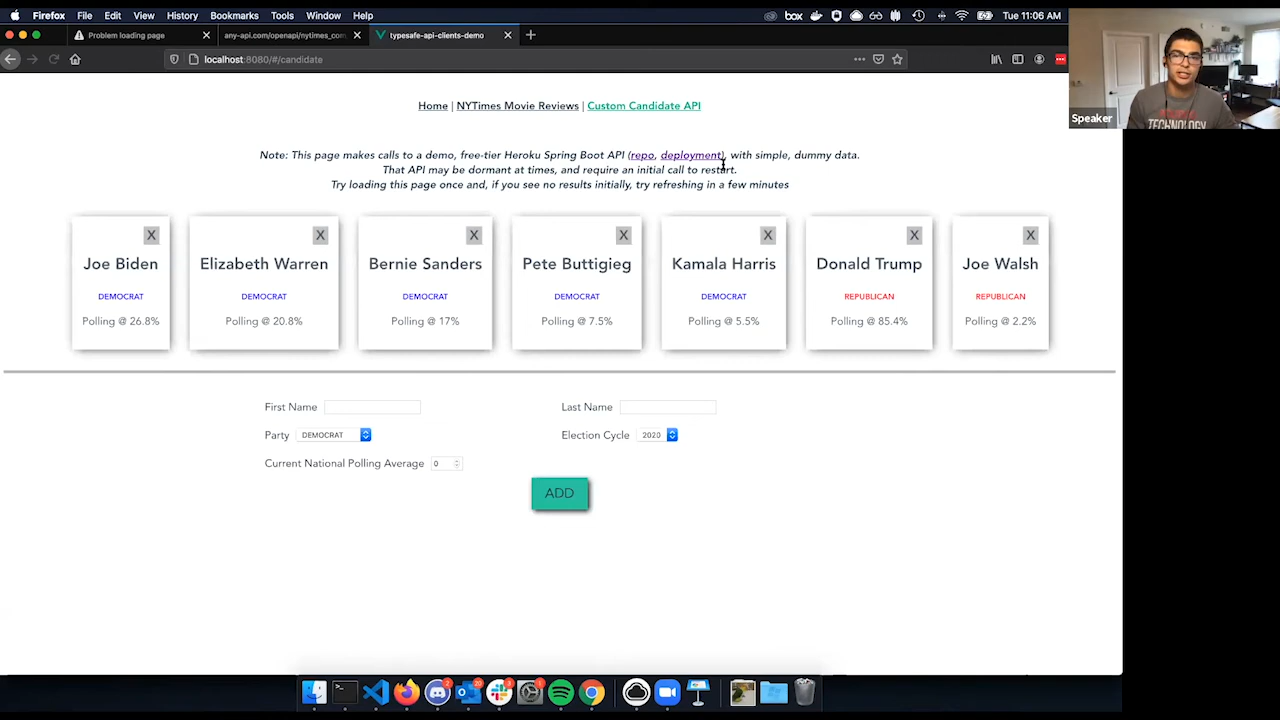 Firefox File Edit View History Bookmarks Tools Window Help box Tue 11:06 AM
Problem loading page any-api.com/openapi/nytimes_com typesafe-api-clients-demo
localhost:8080/#/candidate
Home | NYTimes Movie Reviews | Custom Candidate API
Note: This page makes calls to a demo, free-tier Heroku Spring Boot API (repo, deployment), with simple, dummy data.
That API may be dormant at times, and require an initial call to restart.
Try loading this page once and, if you see no results initially, try refreshing in a few minutes
X X X X X X X
Joe Biden Elizabeth Warren Bernie Sanders Pete Buttigieg Kamala Harris Donald Trump Joe Walsh
DEMOCRAT DEMOCRAT DEMOCRAT DEMOCRAT DEMOCRAT REPUBLICAN REPUBLICAN
Polling @ 26.8% Polling @ 20.8% Polling @ 17% Polling @ 7.5% Polling @ 5.5% Polling @ 85.4% Polling @ 2.2%
First Name Last Name
Party DEMOCRAT Election Cycle 2020
Current National Polling Average 0
ADD
Speaker
TECHNOLOGY